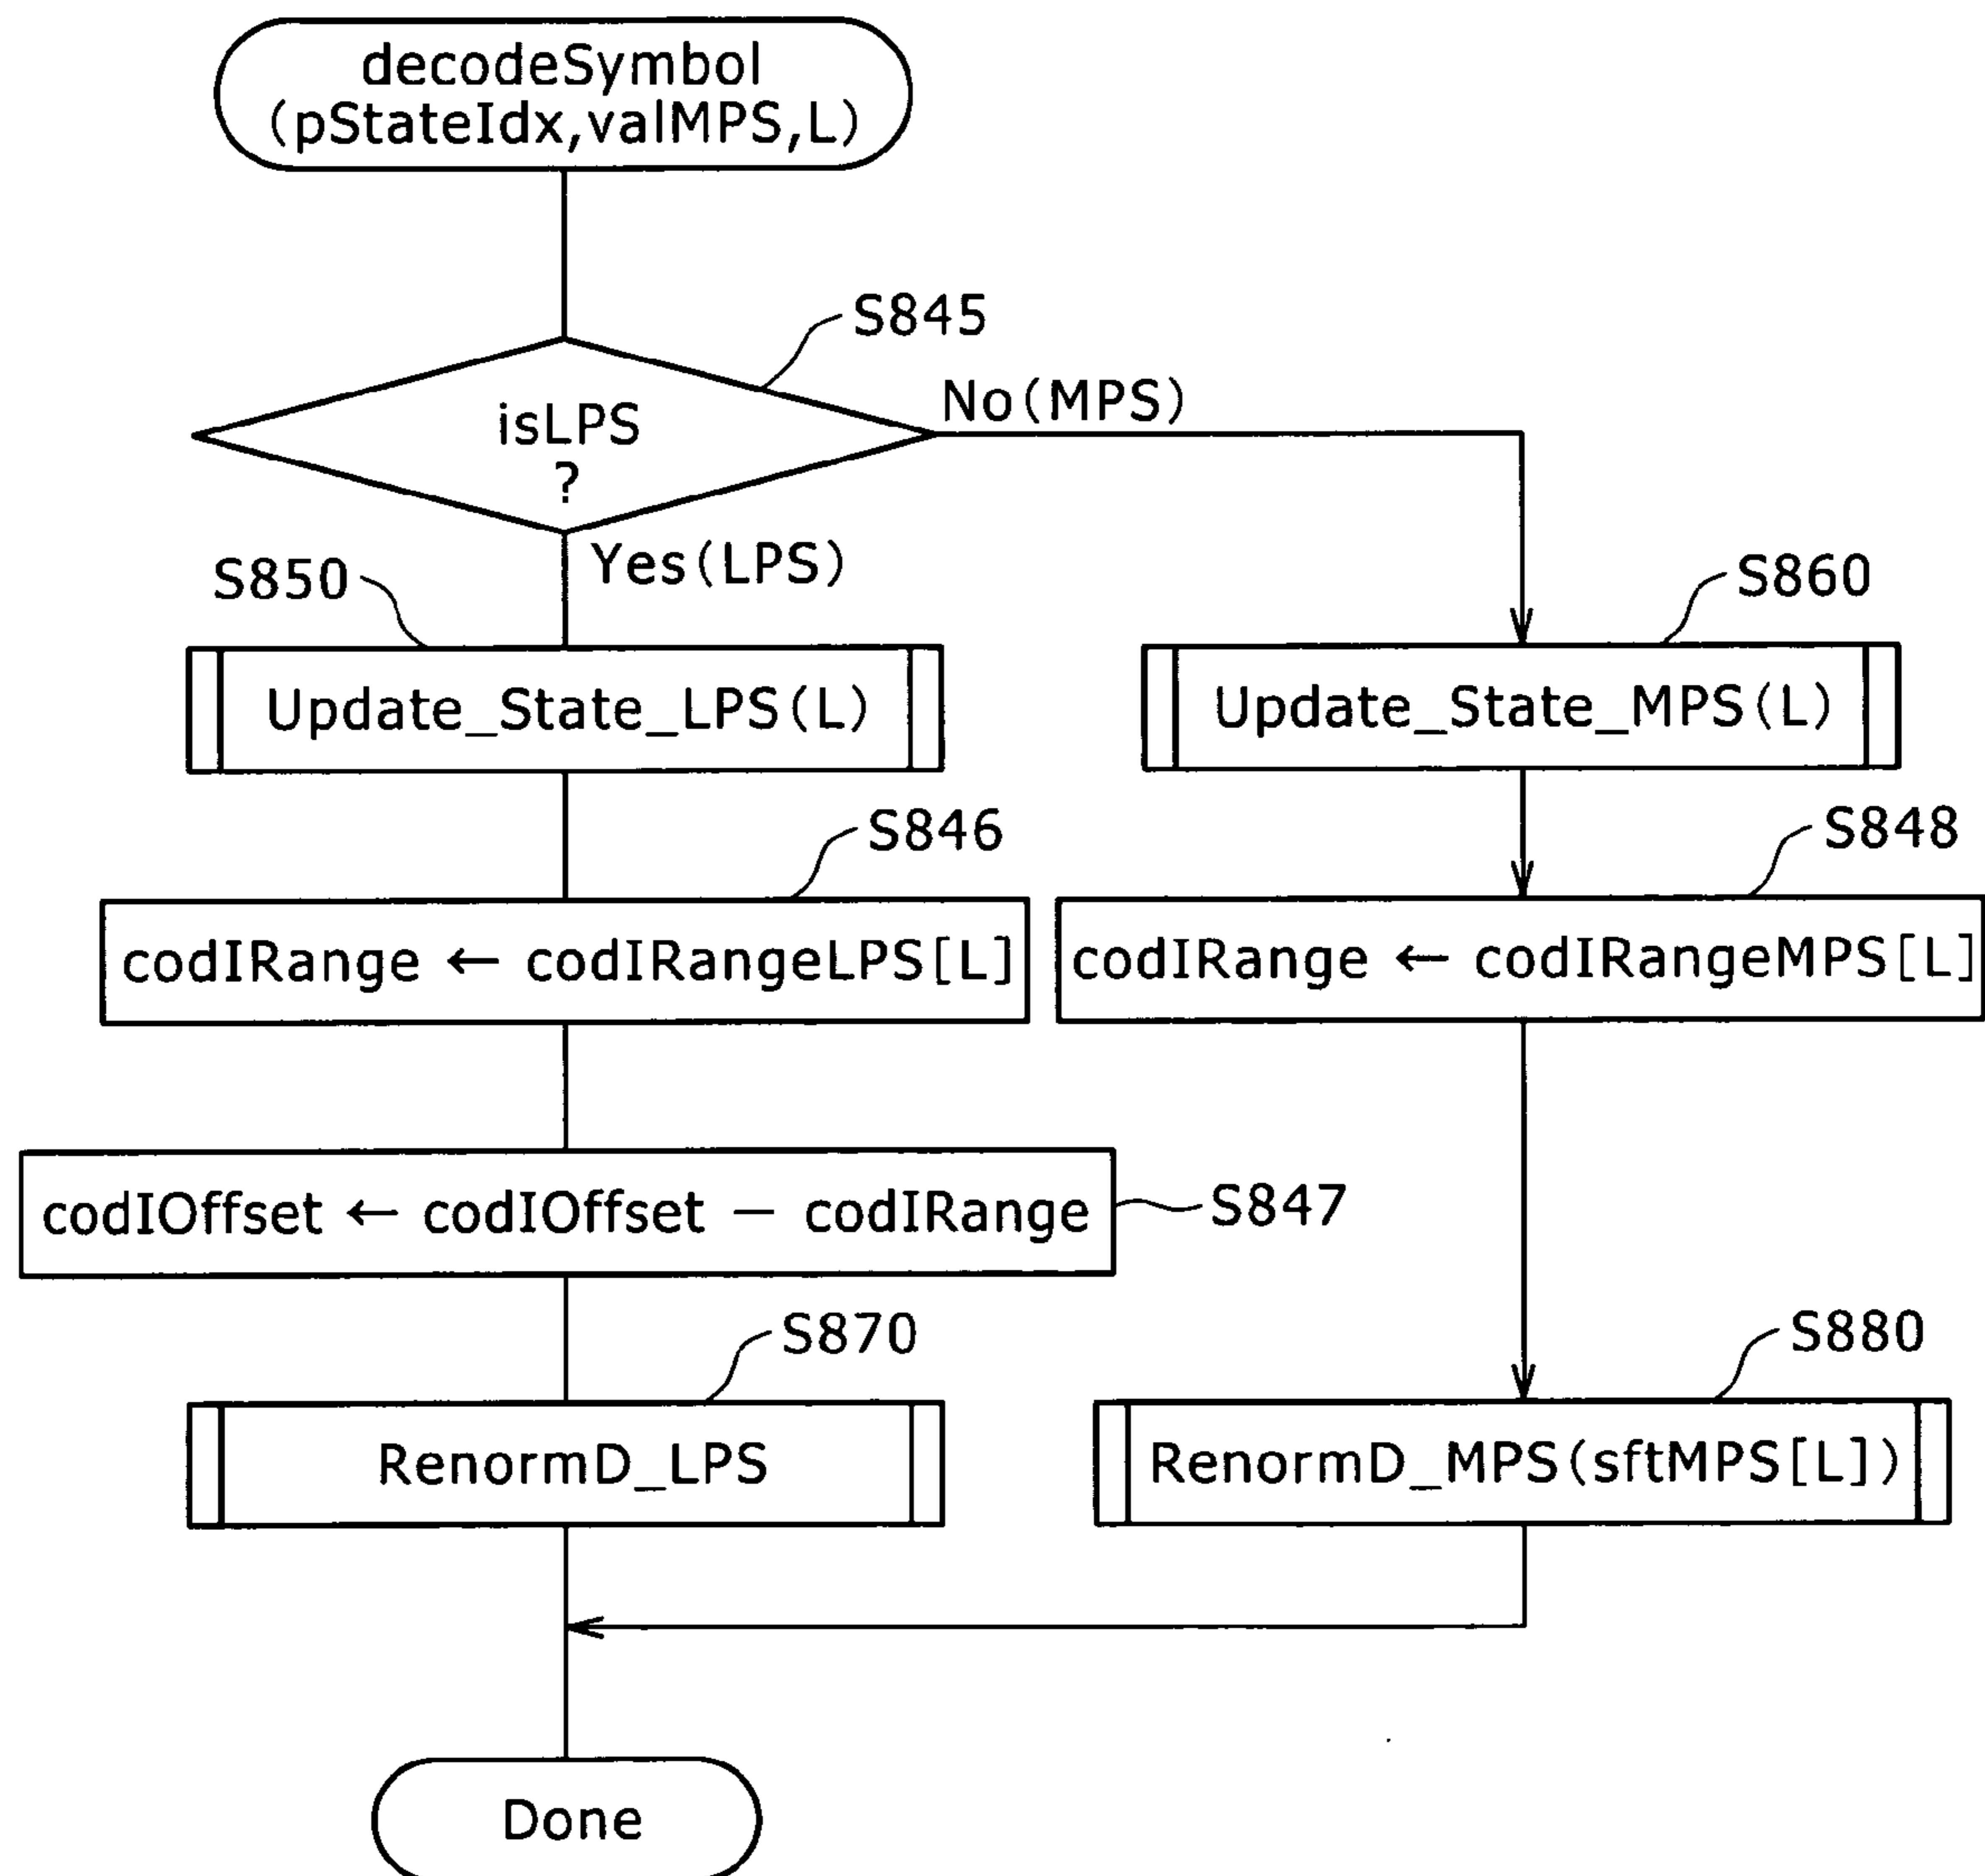 decodeSymbol
(pStateIdx,valMPS,L)
S845
isLPS
?
No(MPS)
Yes(LPS)
S850
S860
Update_State_LPS(L)
Update_State_MPS(L)
S846
S848
codIRange ← codIRangeLPS[L]
codIRange ← codIRangeMPS[L]
codIOffset ← codIOffset − codIRange
S847
S870
S880
RenormD_LPS
RenormD_MPS(sftMPS[L])
Done